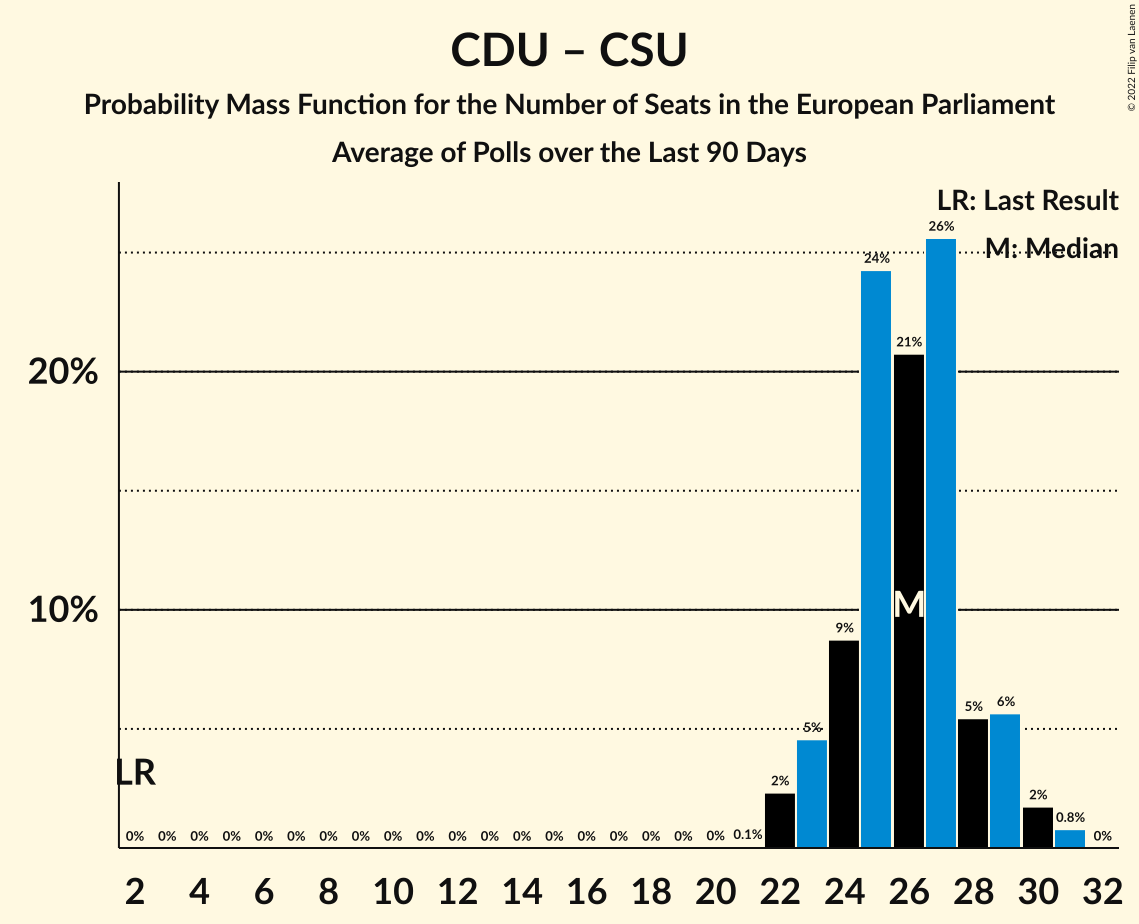 © 2022 Filip van Laenen
CDU – CSU
Probability Mass Function for the Number of Seats in the European Parliament
Average of Polls over the Last 90 Days
LR: Last Result
M: Median
26%
24%
21%
20%
10%
M
9%
5%
5%
6%
LR
2%
2%
0% 0% 0% 0% 0% 0% 0% 0% 0% 0% 0% 0% 0% 0% 0% 0% 0% 0% 0% 0.1% 0.8% 0%
2 4 6 8 10 12 14 16 18 20 22 24 26 28 30 32